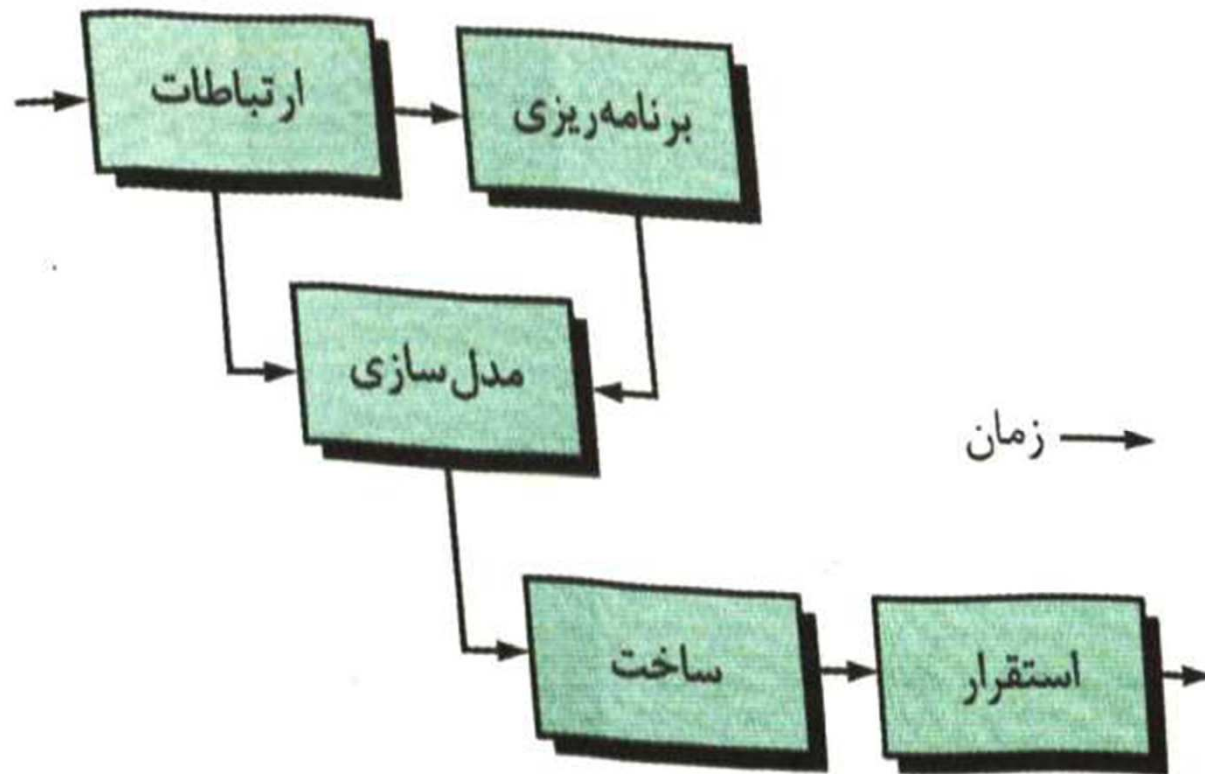 ارتباطات
برنامه‌ریزی
مدل‌سازی
زمان
ساخت
استقرار